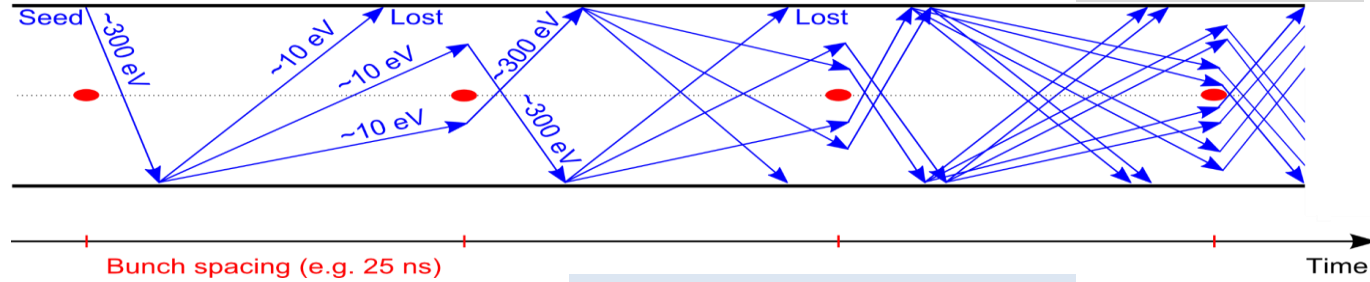 Seed
~300 eV
~10 eV
Lost
~10 eV
~10 eV
~300 eV
~300 eV
Lost
Bunch spacing (e.g. 25 ns)
Time